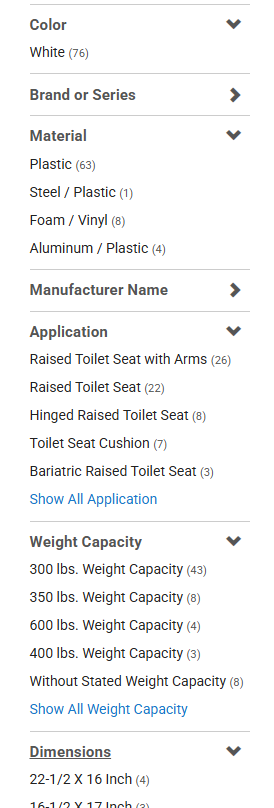 Color
White (76)
Brand or Series
Material
Plastic (63)
Steel / Plastic (1)
Foam / Vinyl (8)
Aluminum / Plastic (4)
Manufacturer Name
Application
Raised Toilet Seat with Arms (26)
Raised Toilet Seat (22)
Hinged Raised Toilet Seat (8)
Toilet Seat Cushion (7)
Bariatric Raised Toilet Seat (3)
Show All Application
Weight Capacity
300 lbs. Weight Capacity (43)
350 lbs. Weight Capacity (8)
600 lbs. Weight Capacity (4)
400 lbs. Weight Capacity (3)
Without Stated Weight Capacity (8)
Show All Weight Capacity
Dimensions
22-1/2 X 16 Inch (4)
16-1/2 X 17 Inch (3)